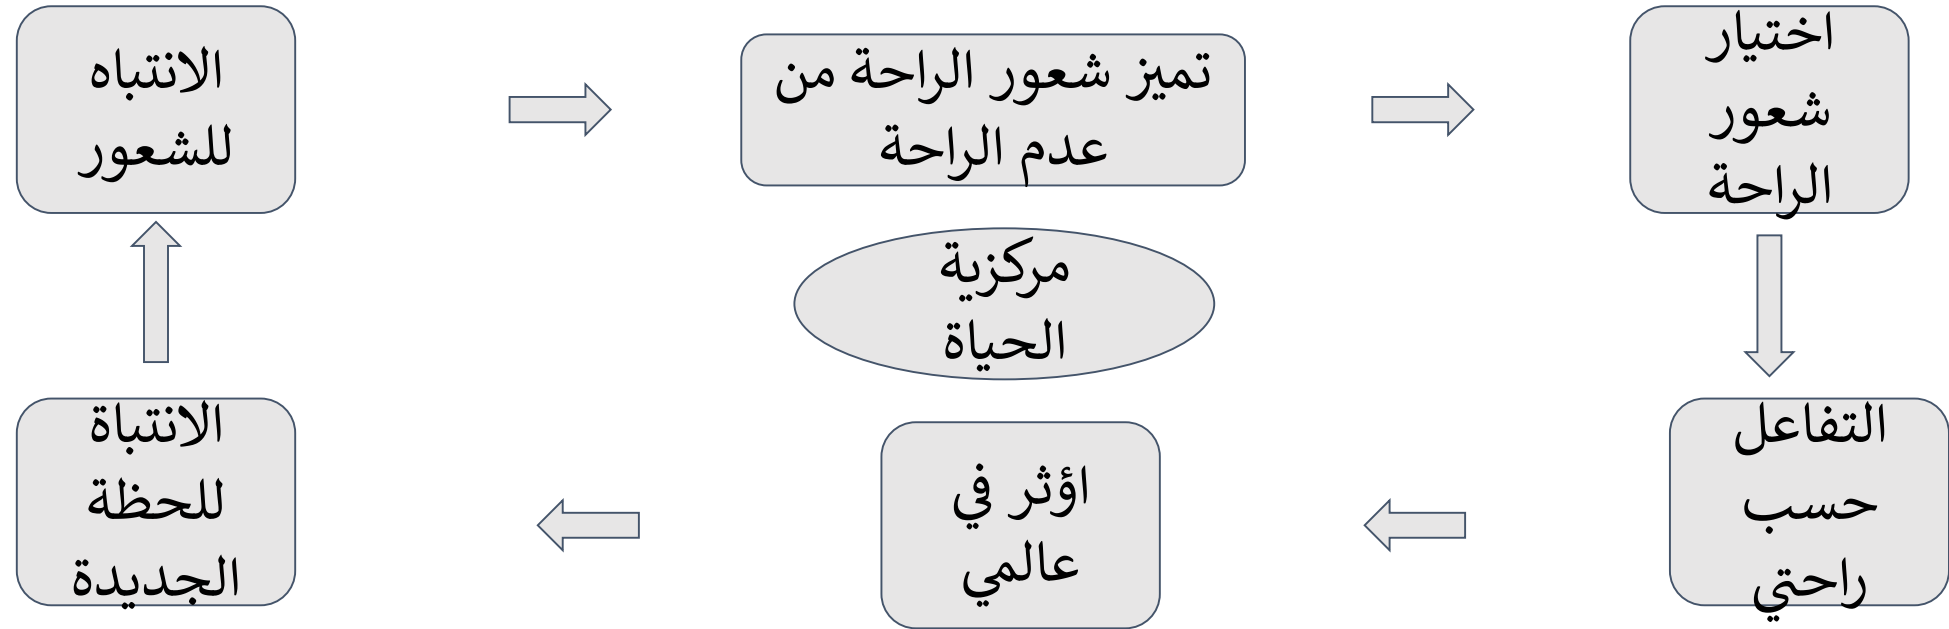 الانتباه
للشعور
تميز شعور الراحة من
عدم الراحة
اختيار
شعور
الراحة
مركزية
الحياة
التفاعل
حسب
راحتي
اؤثر في
عالمي
الانتباة
للحظة
الجديدة